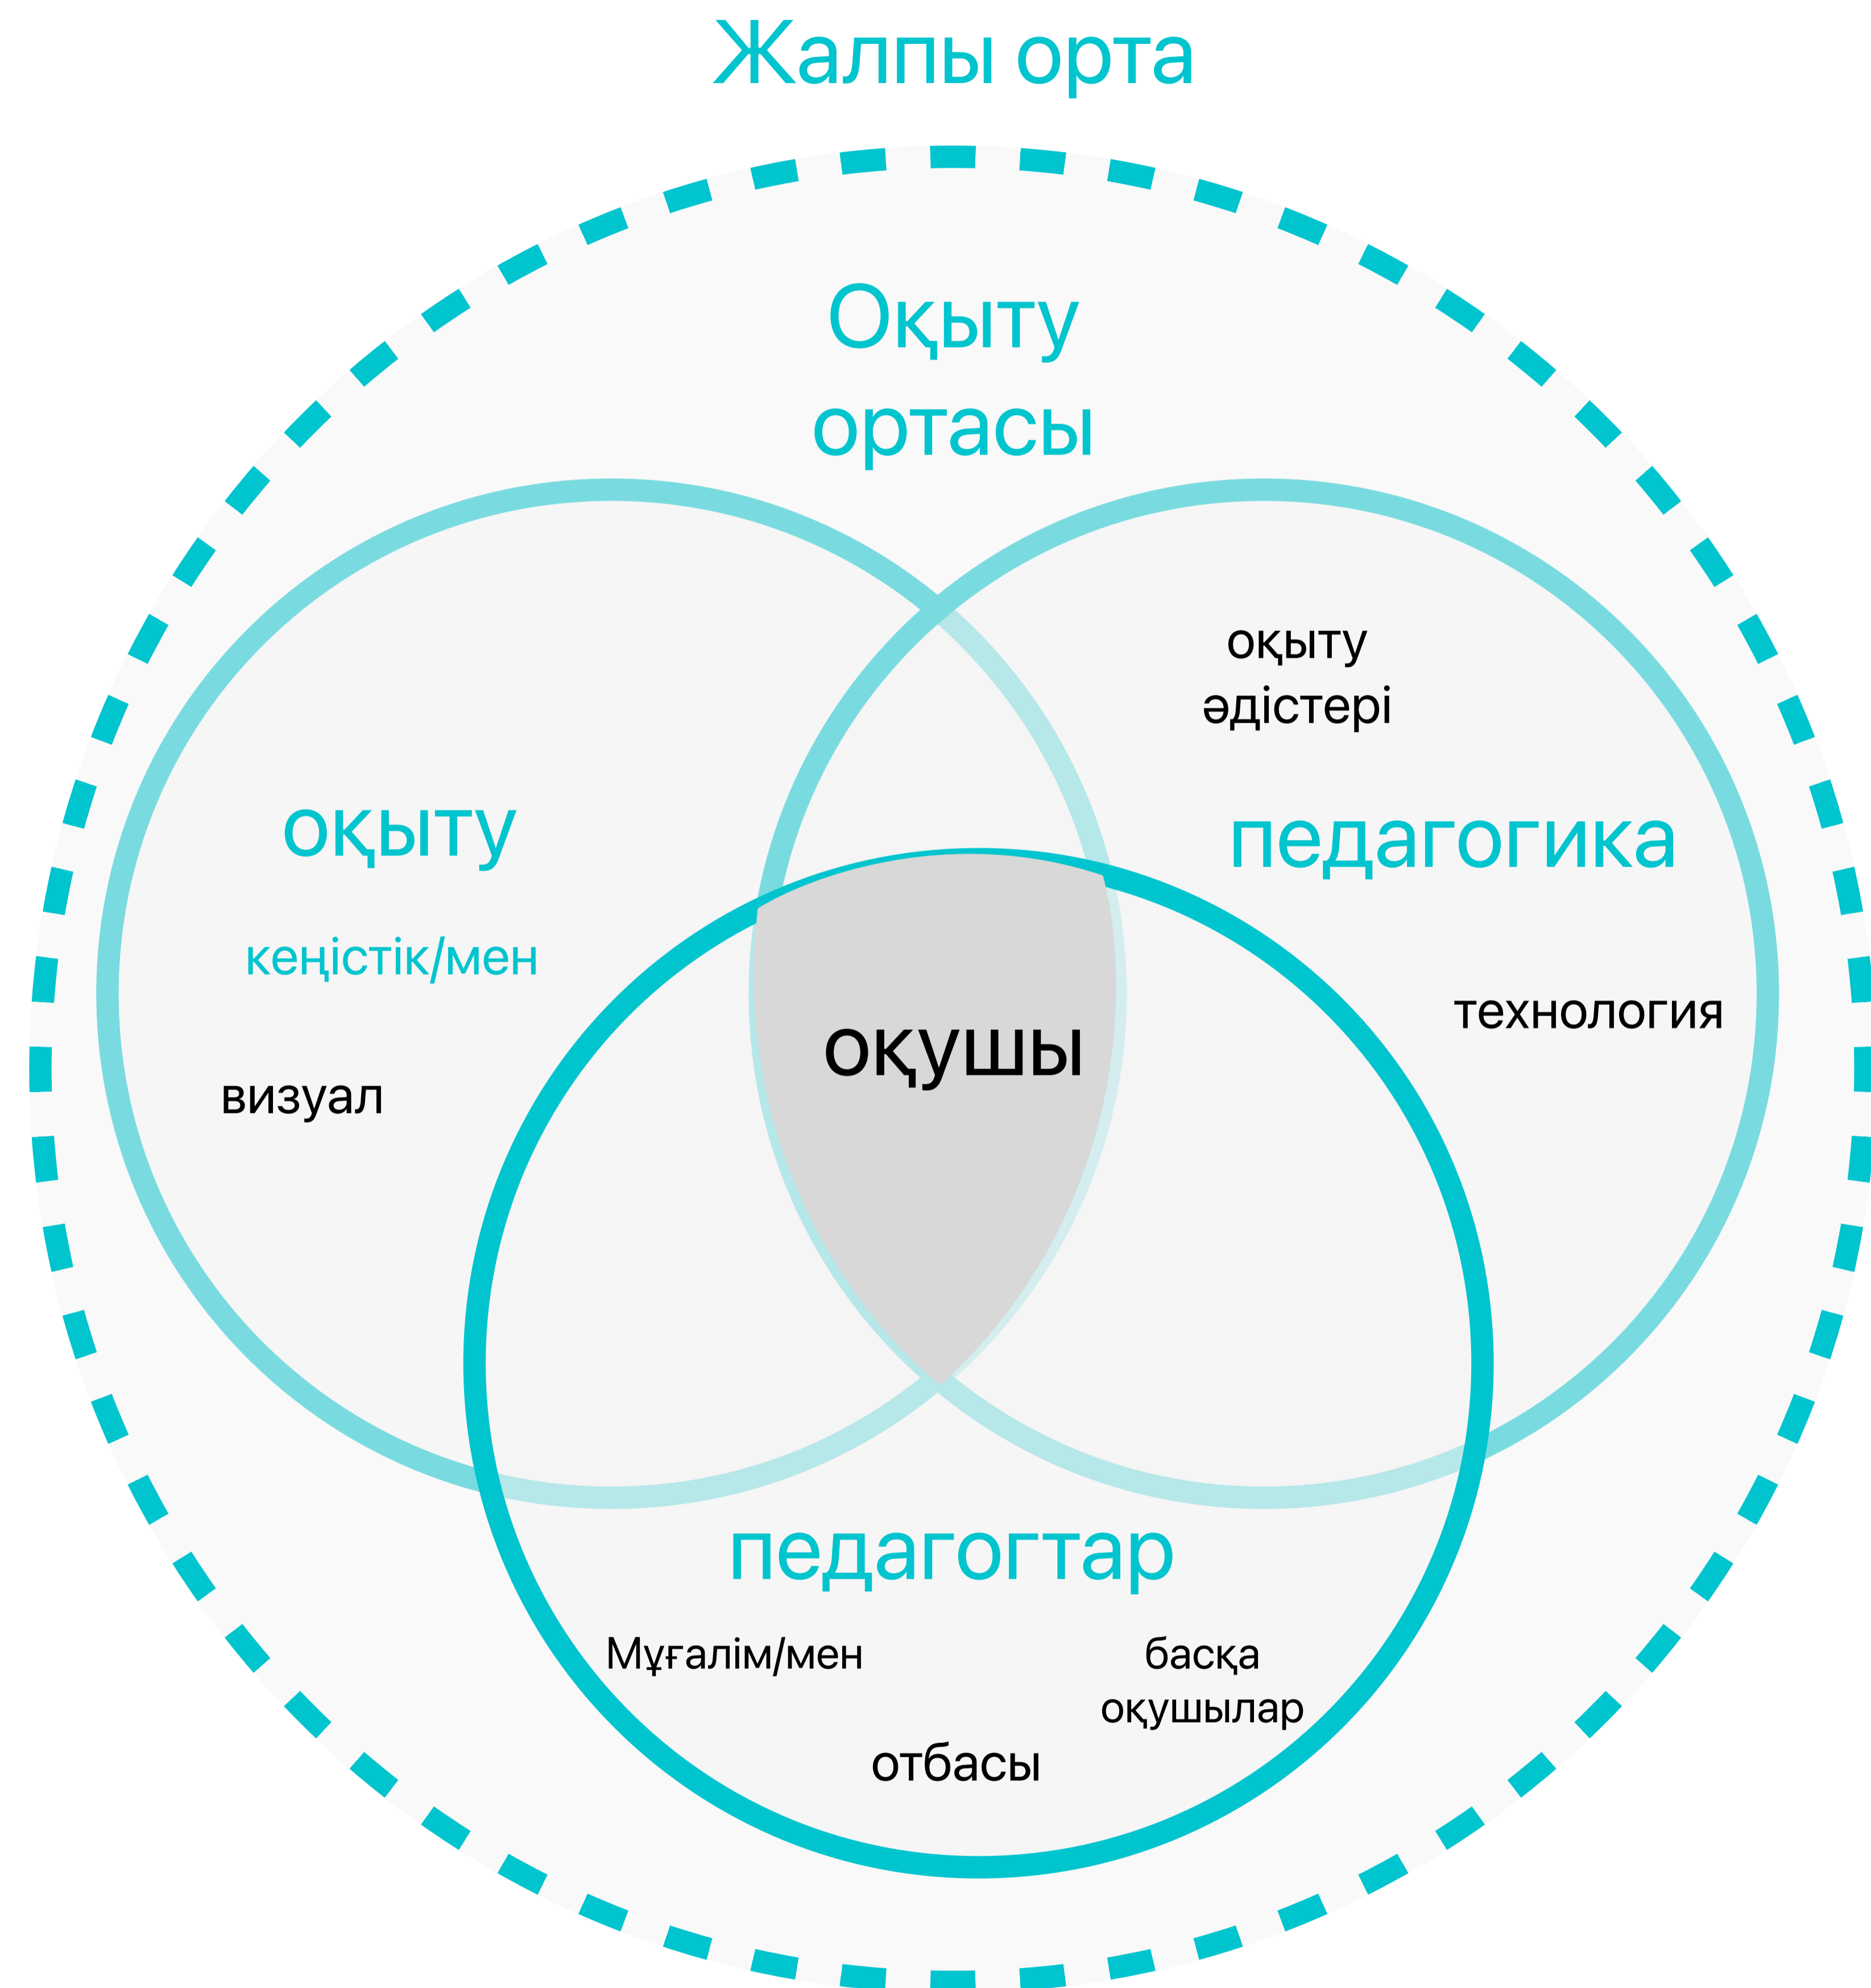 Жалпы орта
Оқыту
ортасы
оқыту
әдістері
оқыту
педагогика
кеңістік/мен
технология
оқушы
визуал
педагогтар
Мұғалім/мен
басқа
оқушылар
отбасы